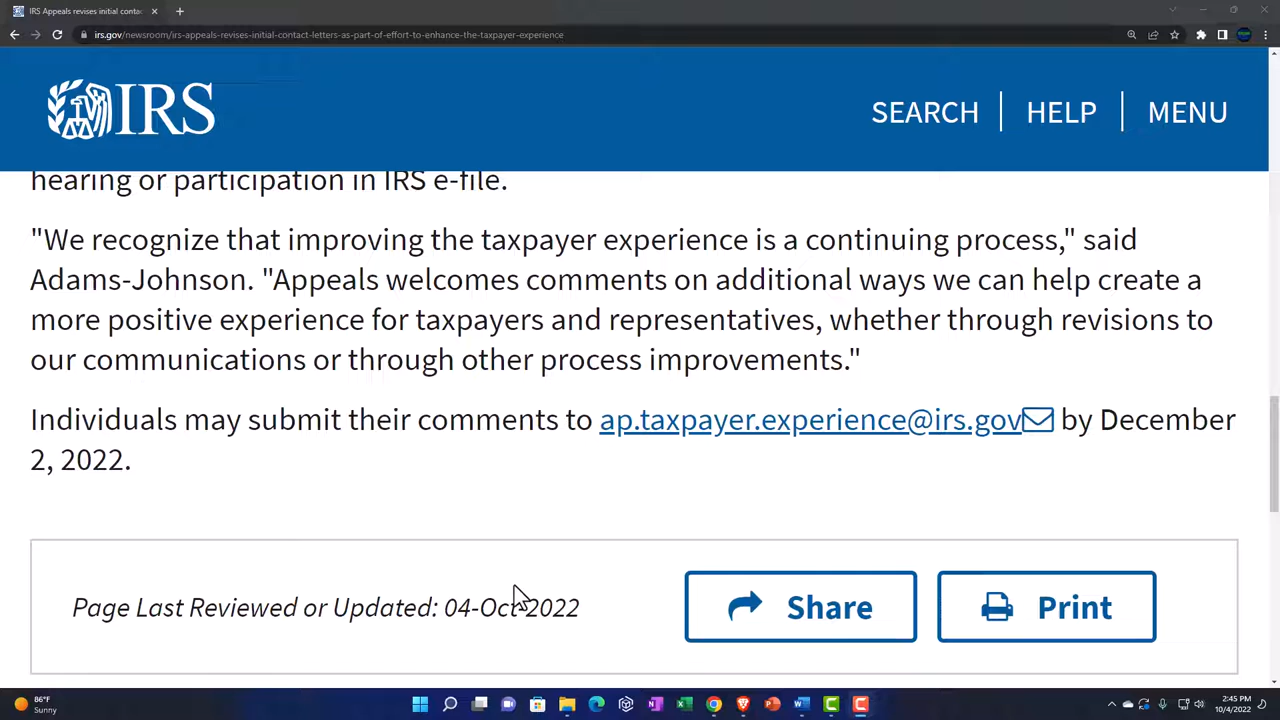 IRS Appeals revises initial contac
irs.gov/newsroom/irs-appeals-revises-initial-contact-letters-as-part-of-effort-to-enhance-the-taxpayer-experience
IRS
SEARCH HELP MENU
hearing or participation in IRS e-file.
"We recognize that improving the taxpayer experience is a continuing process," said
Adams-Johnson. "Appeals welcomes comments on additional ways we can help create a
more positive experience for taxpayers and representatives, whether through revisions to
our communications or through other process improvements."
Individuals may submit their comments to ap.taxpayer.experience@irs.gov by December
2, 2022.
Page Last Reviewed or Updated: 04-Oct-2022
Share
Print
86°F
Sunny
2:45 PM
10/4/2022